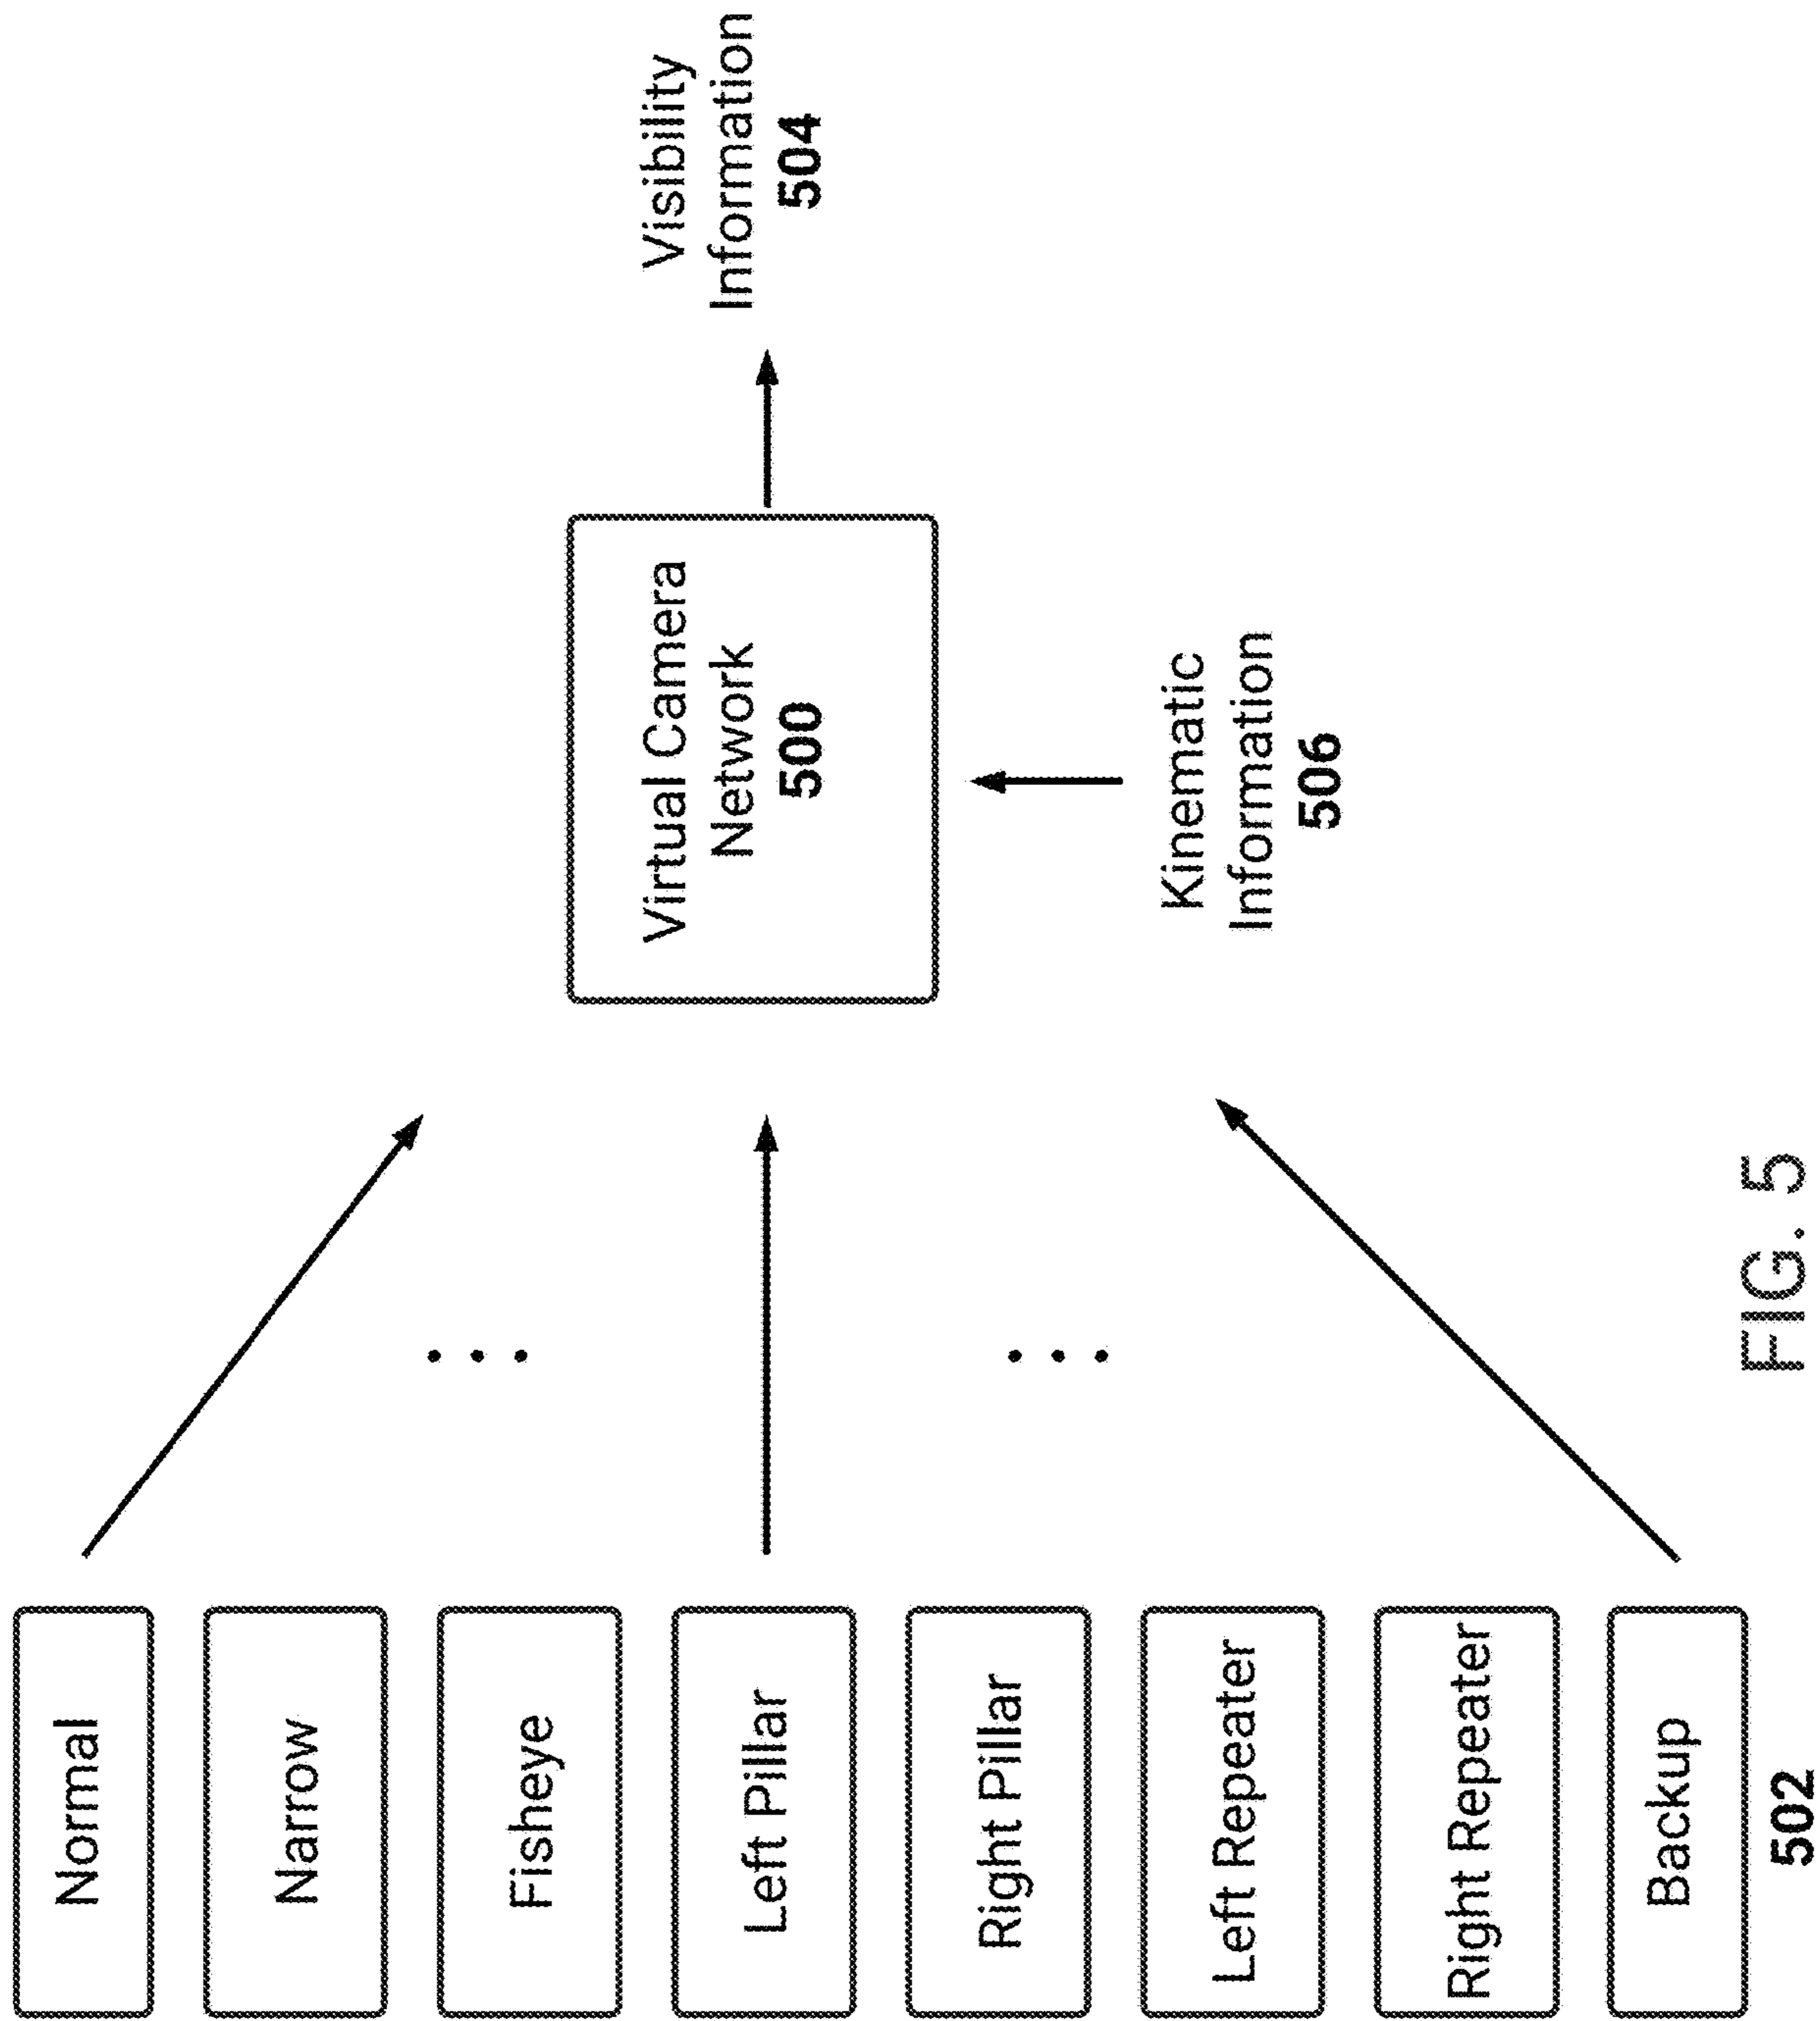 Normal
Narrow
Fisheye
Left Pillar
Right Pillar
Left Repeater
Right Repeater
Backup
502
Virtual Camera
Network
500
Kinematic
Information
506
Visibility
Information
504
FIG. 5